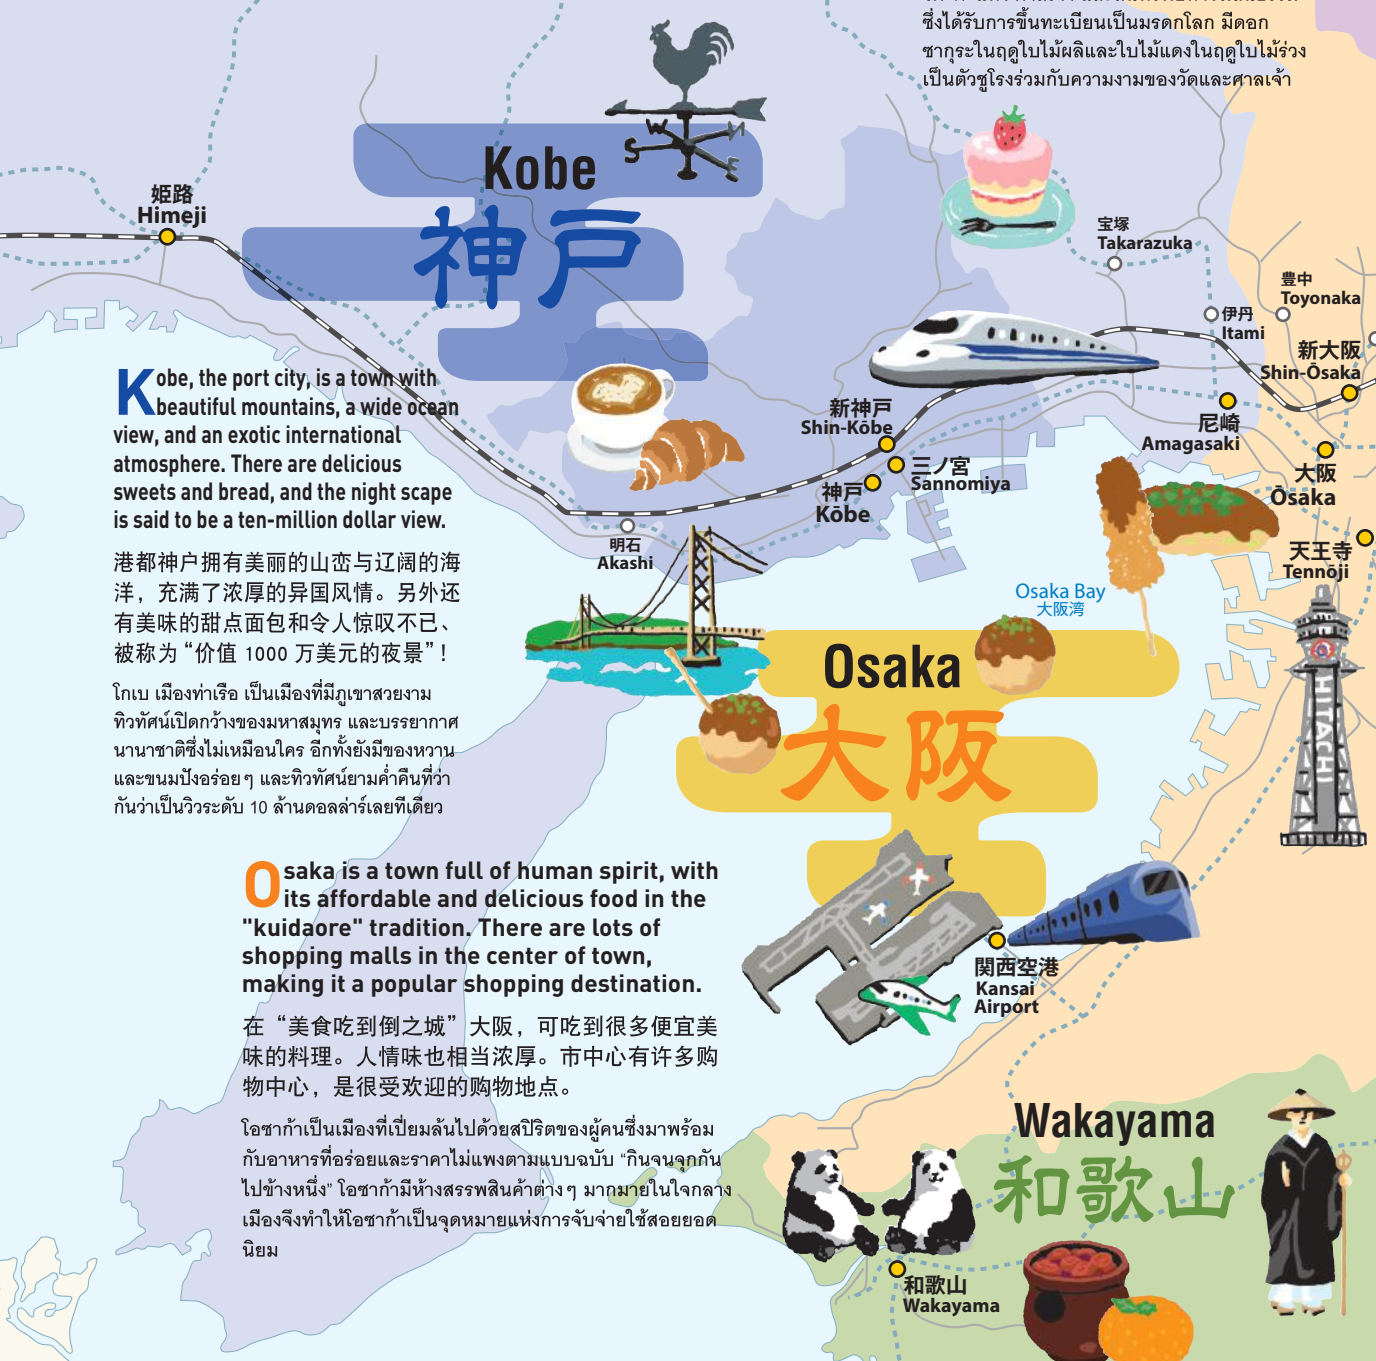 ซึ่งได้รับการขึ้นทะเบียนเป็นมรดกโลก มีดอก
ซากุระในฤดูใบไม้ผลิและใบไม้แดงในฤดูใบไม้ร่วง
เป็นตัวชูโรงร่วมกับความงามของวัดและศาลเจ้า
W
N
S
E
Kobe
神戸
姫路
Himeji
宝塚
Takarazuka
豊中
Toyonaka
伊丹
Itami
新大阪
Shin-Ōsaka
尼崎
Amagasaki
大阪
Ōsaka
天王寺
Tennōji
新神戸
Shin-Kōbe
三ノ宮
Sannomiya
神戸
Kōbe
明石
Akashi
Kobe, the port city, is a town with
beautiful mountains, a wide ocean
view, and an exotic international
atmosphere. There are delicious
sweets and bread, and the night scape
is said to be a ten-million dollar view.
港都神户拥有美丽的山峦与辽阔的海
洋，充满了浓厚的异国风情。另外还
有美味的甜点面包和令人惊叹不已、
被称为“价值 1000 万美元的夜景”！
โกเบ เมืองท่าเรือ เป็นเมืองที่มีภูเขาสวยงาม
ทิวทัศน์เปิดกว้างของมหาสมุทร และบรรยากาศ
นานาชาติซึ่งไม่เหมือนใคร อีกทั้งยังมีของหวาน
และขนมปังอร่อยๆ และทิวทัศน์ยามค่ำคืนที่ว่า
กันว่าเป็นวิวระดับ 10 ล้านดอลล่าร์เลยทีเดียว
Osaka Bay
大阪湾
Osaka
大阪
HITACHI
Osaka is a town full of human spirit, with
its affordable and delicious food in the
"kuidaore" tradition. There are lots of
shopping malls in the center of town,
making it a popular shopping destination.
在“美食吃到倒之城”大阪，可吃到很多便宜美
味的料理。人情味也相当浓厚。市中心有许多购
物中心，是很受欢迎的购物地点。
โอซาก้าเป็นเมืองที่เปี่ยมล้นไปด้วยสปิริตของผู้คนซึ่งมาพร้อม
กับอาหารที่อร่อยและราคาไม่แพงตามแบบฉบับ “กินจนจุกกัน
ไปข้างหนึ่ง” โอซาก้ามีห้างสรรพสินค้าต่างๆ มากมายในใจกลาง
เมืองจึงทำให้โอซาก้าเป็นจุดหมายแห่งการจับจ่ายใช้สอยยอด
นิยม
関西空港
Kansai
Airport
Wakayama
和歌山
和歌山
Wakayama